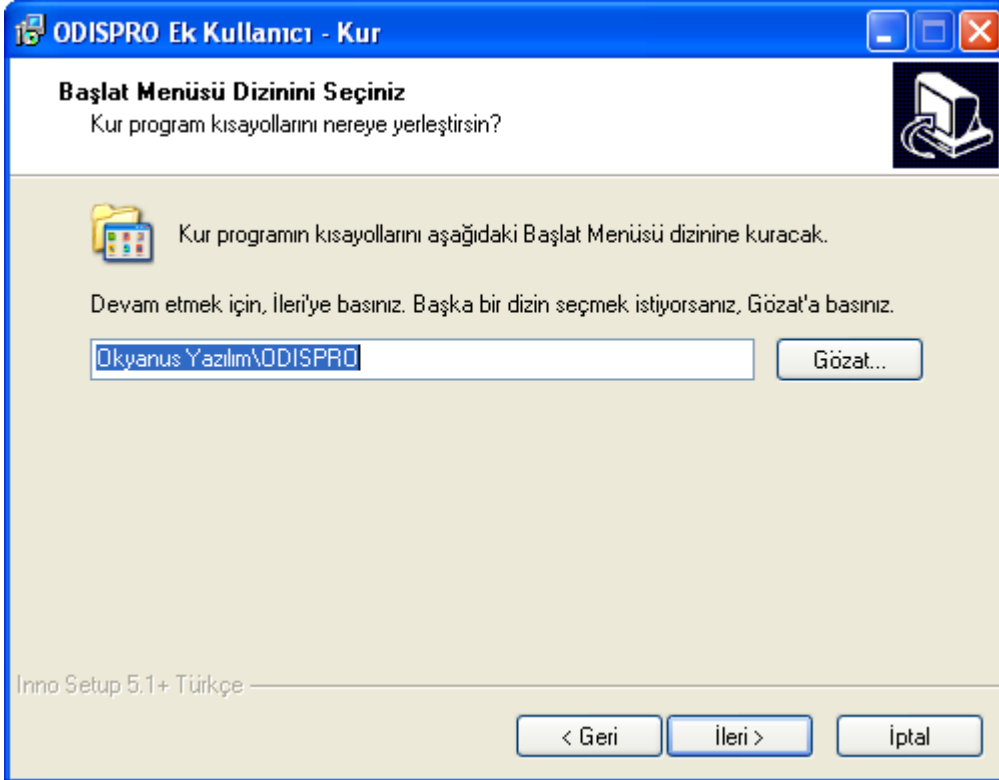 ODISPRO Ek Kullanıcı - Kur
Başlat Menüsü Dizinini Seçiniz
Kur program kısayollarını nereye yerleştirsin?
Kur programın kısayollarını aşağıdaki Başlat Menüsü dizinine kuracak.
Devam etmek için, İleri'ye basınız. Başka bir dizin seçmek istiyorsanız, Gözat'a basınız.
Okyanus Yazılım\ODISPRO
Gözat...
Inno Setup 5.1+ Türkçe
< Geri
İleri >
İptal